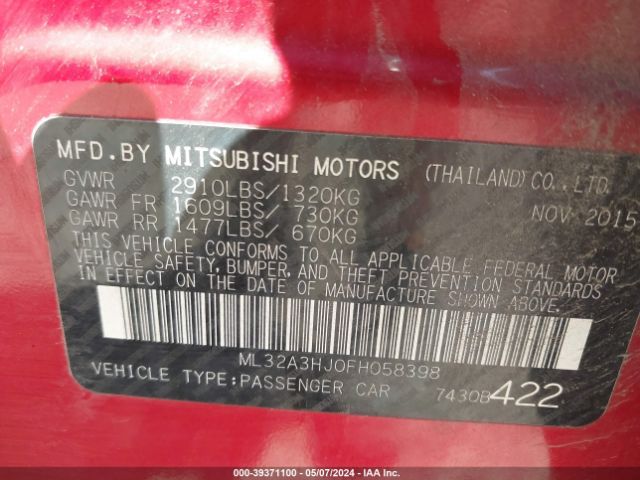 MFD.BY MITSUBISHI MOTORS (THAILAND) CO.,LTD.
GVWR 2910LBS/1320KG
GAWR FR 1609LBS/ 730KG NOV 2015
GAWR RR 1477LBS/ 670KG
THIS VEHICLE CONFORMS TO ALL APPLICABLE FEDERAL MOTOR
VEHICLE SAFETY, BUMPER, AND THEFT PREVENTION STANDARDS
IN EFFECT ON THE DATE OF MANUFACTURE SHOWN ABOVE.
ML32A3HJ0FH058398
VEHICLE TYPE:PASSENGER CAR 7430B422
000-39371100 - 05/07/2024 - IAAI.COM